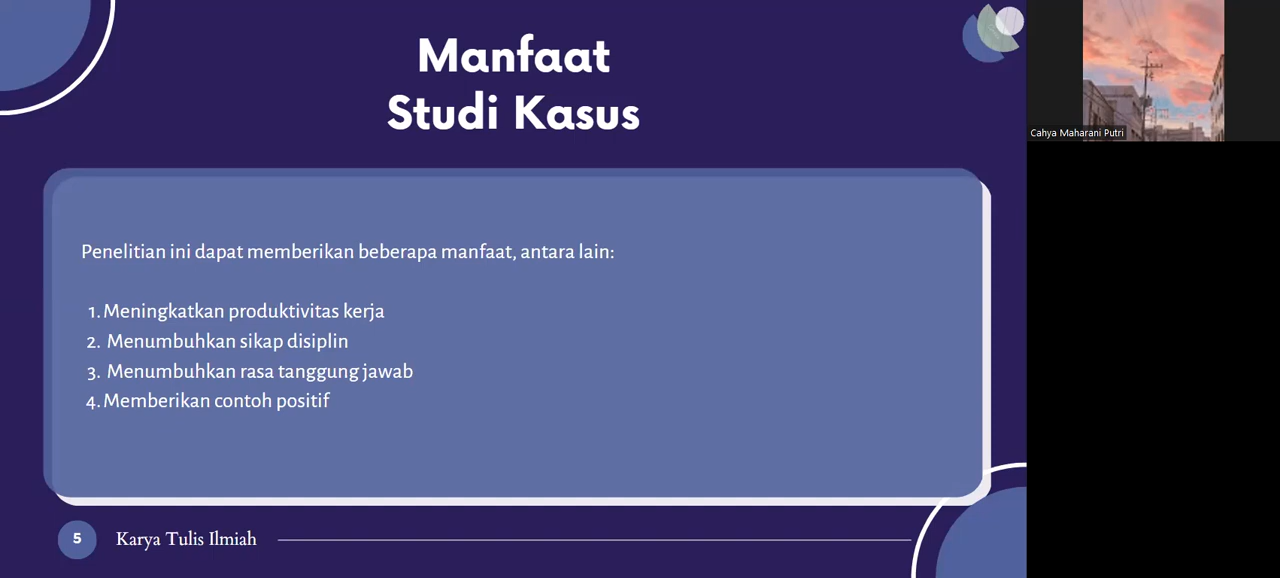 Manfaat
Studi Kasus
Penelitian ini dapat memberikan beberapa manfaat, antara lain:
1. Meningkatkan produktivitas kerja
2. Menumbuhkan sikap disiplin
3. Menumbuhkan rasa tanggung jawab
4. Memberikan contoh positif
5 Karya Tulis Ilmiah
Cahya Maharani Putri